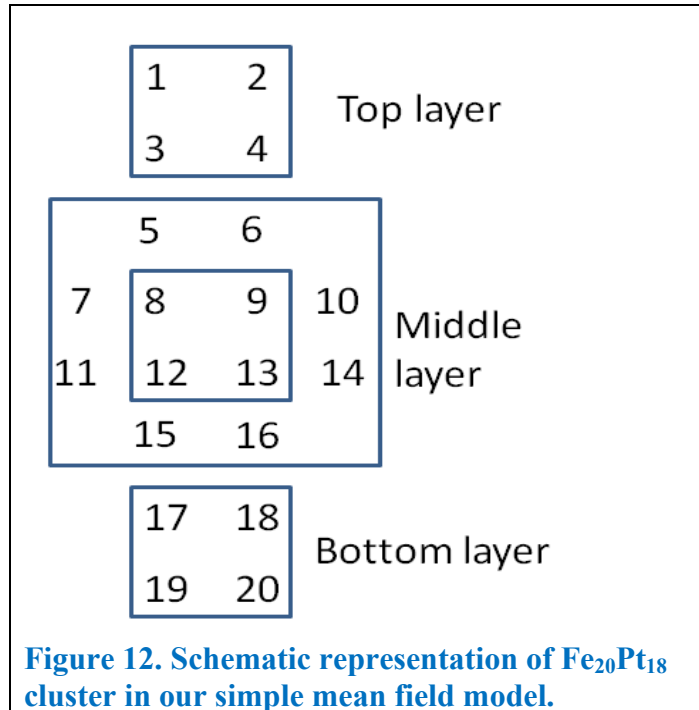 1 2
Top layer
3 4
5 6
7 8 9 10
Middle
layer
11 12 13 14
15 16
17 18
Bottom layer
19 20
Figure 12. Schematic representation of Fe₂₀Pt₁₈
cluster in our simple mean field model.